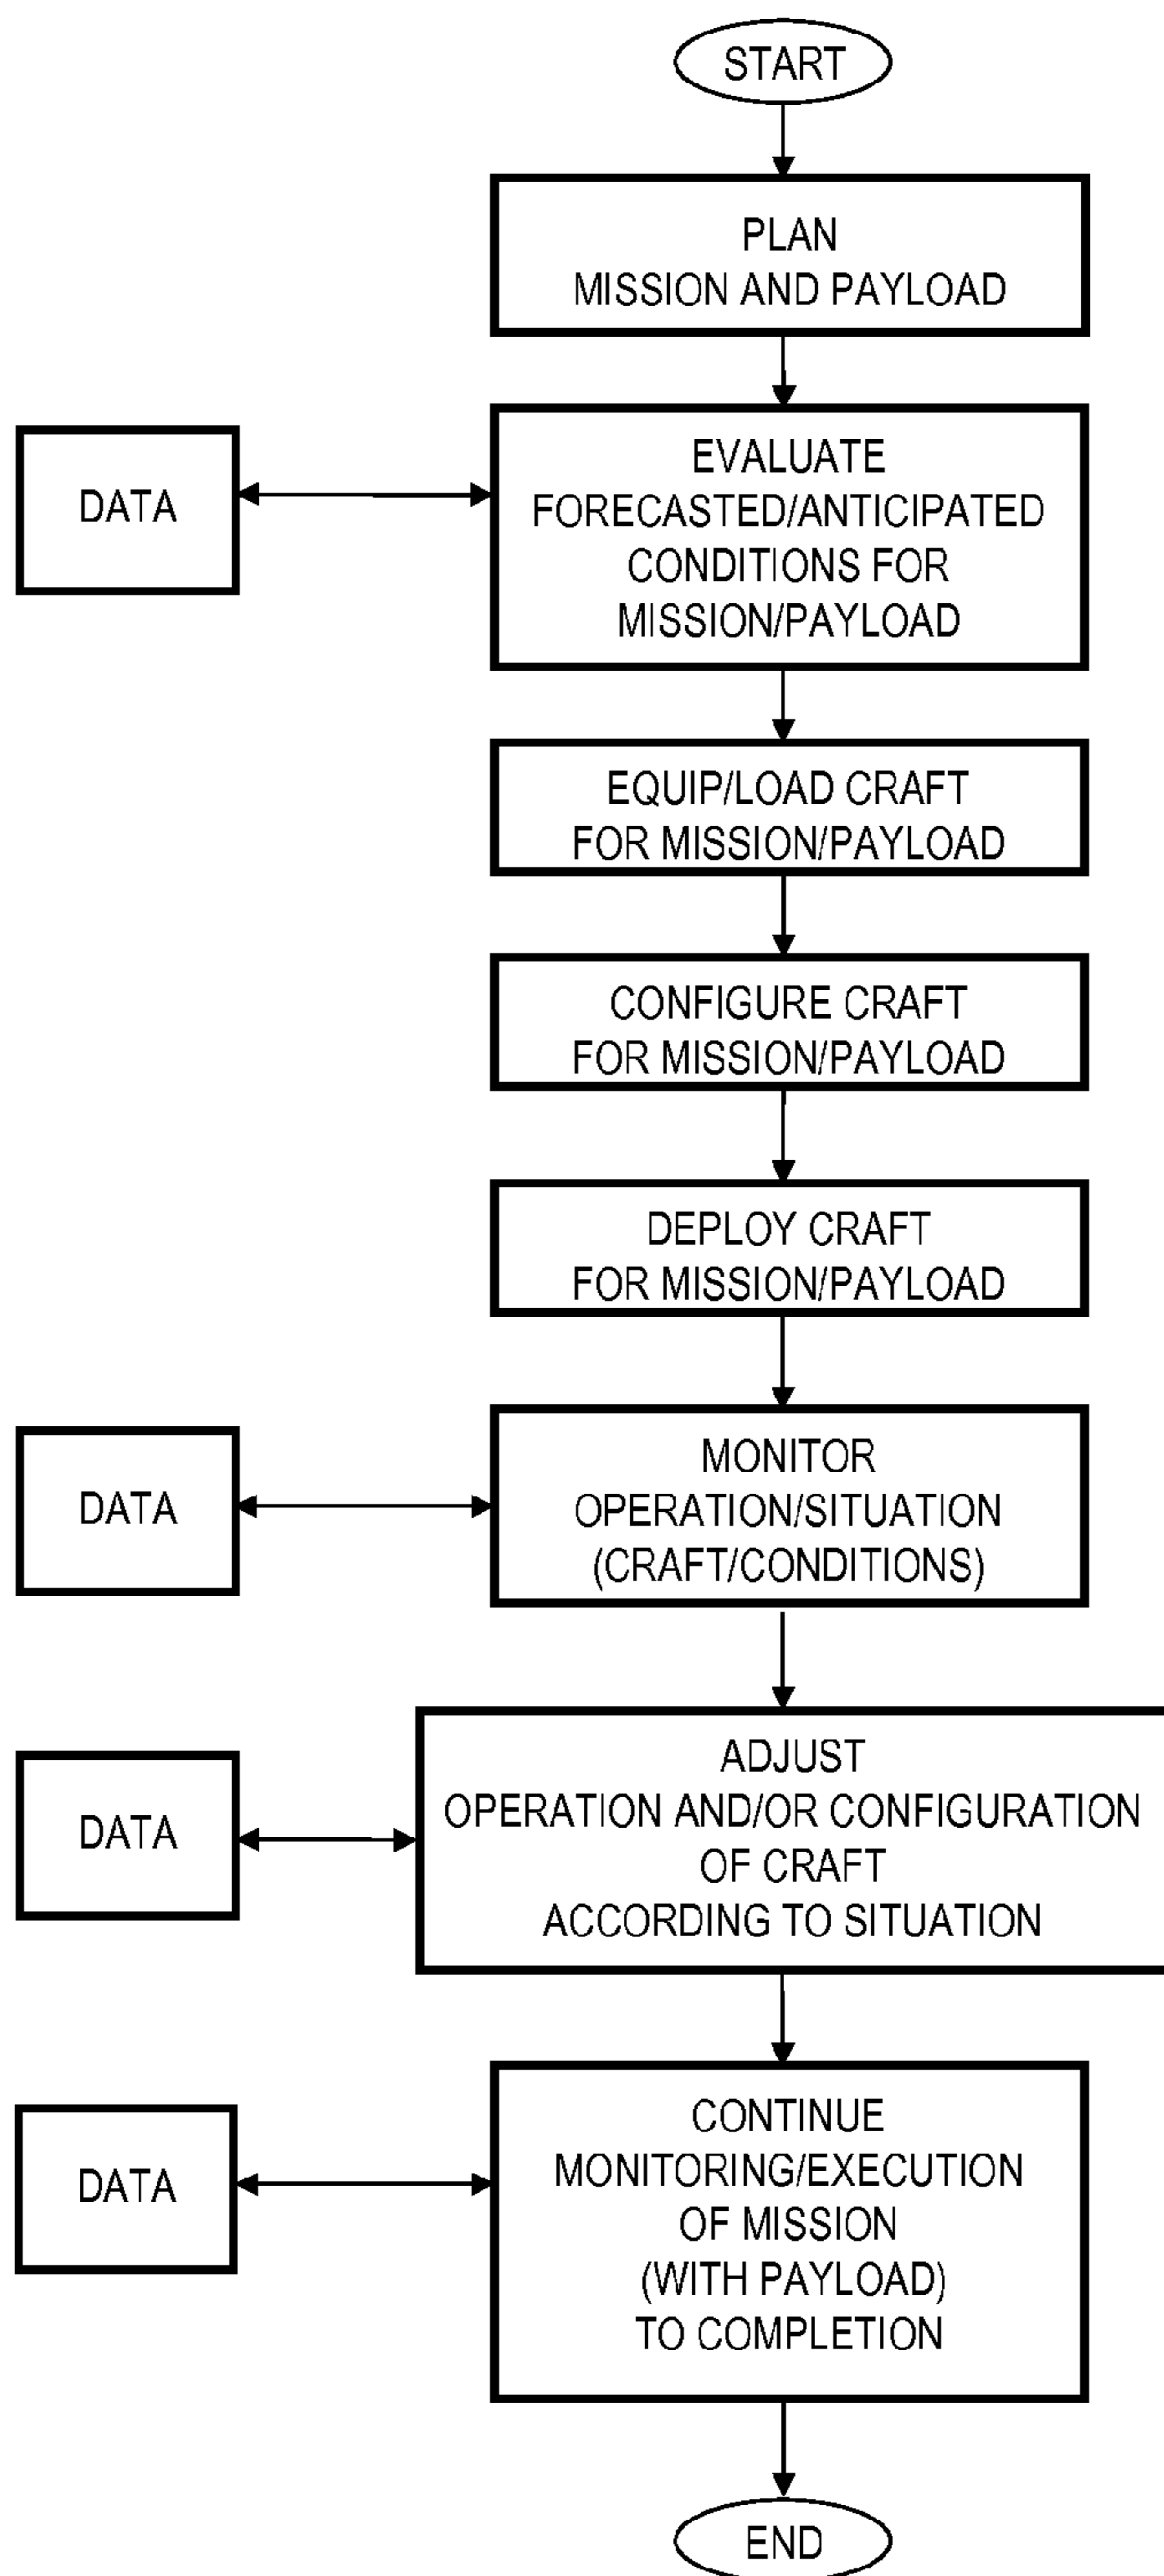 START
PLAN
MISSION AND PAYLOAD
DATA
EVALUATE
FORECASTED/ANTICIPATED
CONDITIONS FOR
MISSION/PAYLOAD
EQUIP/LOAD CRAFT
FOR MISSION/PAYLOAD
CONFIGURE CRAFT
FOR MISSION/PAYLOAD
DEPLOY CRAFT
FOR MISSION/PAYLOAD
DATA
MONITOR
OPERATION/SITUATION
(CRAFT/CONDITIONS)
DATA
ADJUST
OPERATION AND/OR CONFIGURATION
OF CRAFT
ACCORDING TO SITUATION
DATA
CONTINUE
MONITORING/EXECUTION
OF MISSION
(WITH PAYLOAD)
TO COMPLETION
END